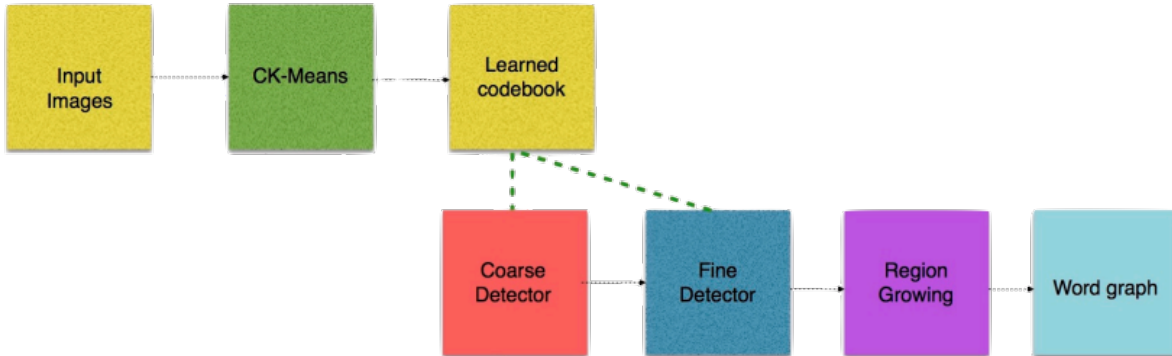 Input
Images
CK-Means
Learned
codebook
Coarse
Detector
Fine
Detector
Region
Growing
Word graph